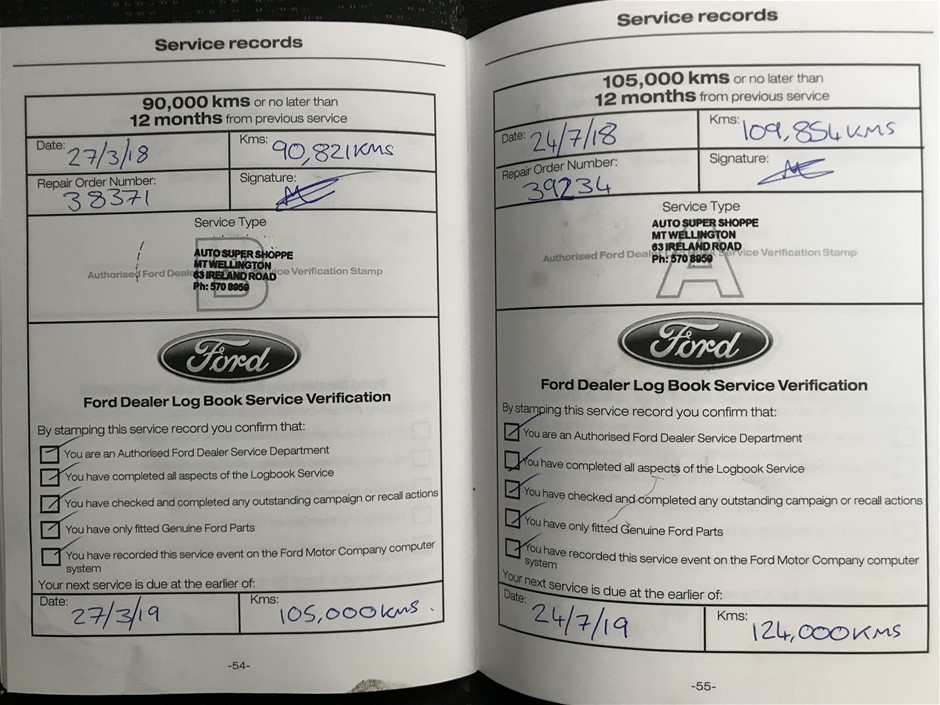 Service records
90,000 kms or no later than
12 months from previous service
Date: 27/3/18
Kms: 90,821KMS
Repair Order Number: 38371
Signature:
Service Type
B
AUTO SUPER SHOPPE
MT WELLINGTON
Authorised Ford Dealer Service Verification Stamp
63 IRELAND ROAD
Ph: 570 8959
Ford
Ford Dealer Log Book Service Verification
By stamping this service record you confirm that:
You are an Authorised Ford Dealer Service Department
You have completed all aspects of the Logbook Service
You have checked and completed any outstanding campaign or recall actions
You have only fitted Genuine Ford Parts
You have recorded this service event on the Ford Motor Company computer
system
Your next service is due at the earlier of:
Date: 27/3/19
Kms: 105,000KMS.
-54-
Service records
105,000 kms or no later than
12 months from previous service
Date: 24/7/18
Kms: 109,854KMS
Repair Order Number: 39234
Signature:
Service Type
A
AUTO SUPER SHOPPE
MT WELLINGTON
63 IRELAND ROAD
Authorised Ford Dealer Service Verification Stamp
Ph: 570 8959
Ford
Ford Dealer Log Book Service Verification
By stamping this service record you confirm that:
You are an Authorised Ford Dealer Service Department
You have completed all aspects of the Logbook Service
You have checked and completed any outstanding campaign or recall actions
You have only fitted Genuine Ford Parts
You have recorded this service event on the Ford Motor Company computer
system
Your next service is due at the earlier of:
Date: 24/7/19
Kms: 124,000KMS
-55-